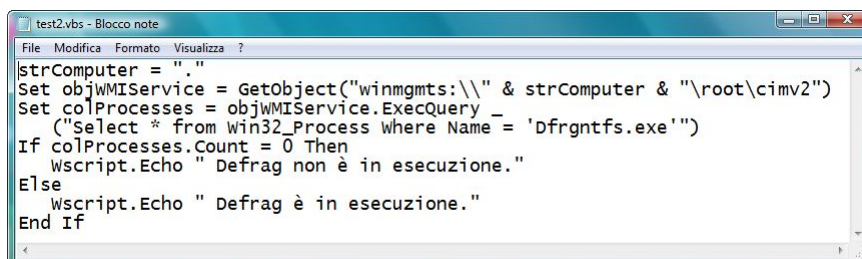 test2.vbs - Blocco note
File Modifica Formato Visualizza ?
strComputer = "."
Set objWMIService = GetObject("winmgmts:\\" & strComputer & "\root\cimv2")
Set colProcesses = objWMIService.ExecQuery _
("Select * from Win32_Process Where Name = 'Dfrgntfs.exe'")
If colProcesses.Count = 0 Then
Wscript.Echo " Defrag non è in esecuzione."
Else
Wscript.Echo " Defrag è in esecuzione."
End If